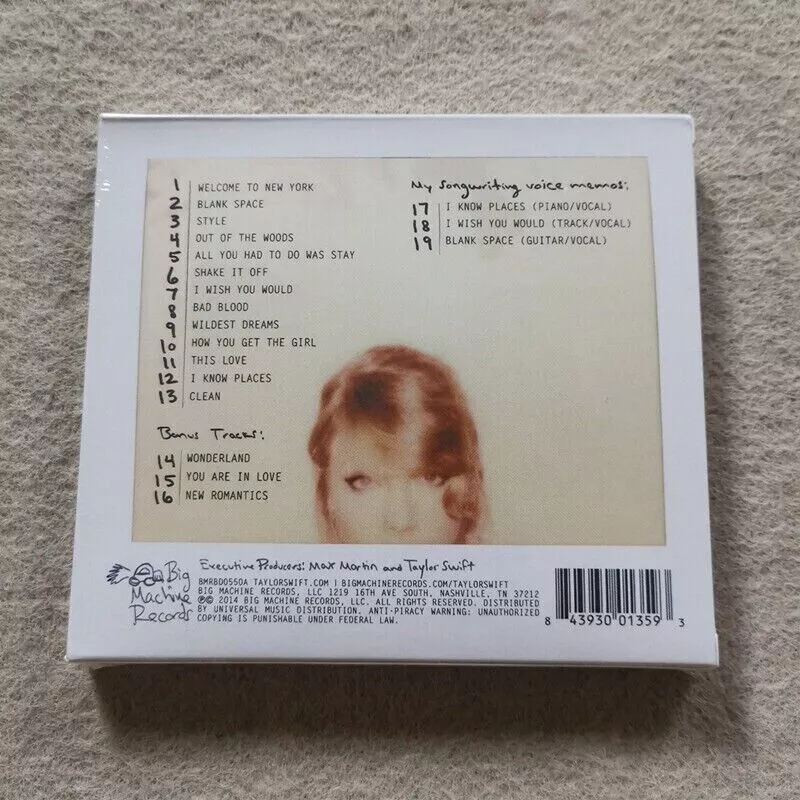 1 WELCOME TO NEW YORK
2 BLANK SPACE
3 STYLE
4 OUT OF THE WOODS
5 ALL YOU HAD TO DO WAS STAY
6 SHAKE IT OFF
7 I WISH YOU WOULD
8 BAD BLOOD
9 WILDEST DREAMS
10 HOW YOU GET THE GIRL
11 THIS LOVE
12 I KNOW PLACES
13 CLEAN
Bonus Tracks:
14 WONDERLAND
15 YOU ARE IN LOVE
16 NEW ROMANTICS
My songwriting voice memos:
17 I KNOW PLACES (PIANO/VOCAL)
18 I WISH YOU WOULD (TRACK/VOCAL)
19 BLANK SPACE (GUITAR/VOCAL)
Big
Machine
Records
Executive Producers: Max Martin and Taylor Swift
BMRBD0550A TAYLORSWIFT.COM | BIGMACHINERECORDS.COM/TAYLORSWIFT
BIG MACHINE RECORDS, LLC 1219 16TH AVE SOUTH, NASHVILLE, TN 37212
℗© 2014 BIG MACHINE RECORDS, LLC. ALL RIGHTS RESERVED. DISTRIBUTED
BY UNIVERSAL MUSIC DISTRIBUTION. ANTI-PIRACY WARNING: UNAUTHORIZED
COPYING IS PUNISHABLE UNDER FEDERAL LAW.
8 43930 01359 3